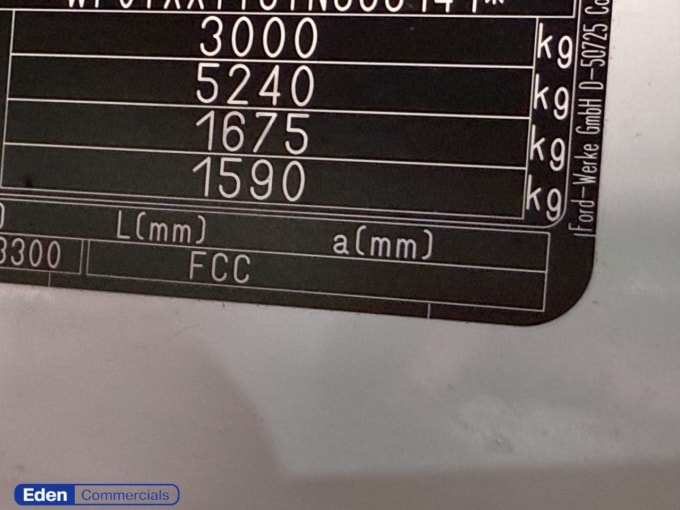 3000 kg
5240 kg
1675 kg
1590 kg
L(mm) a(mm)
3300 FCC
Ford-Werke GmbH D-50725
Eden Commercials